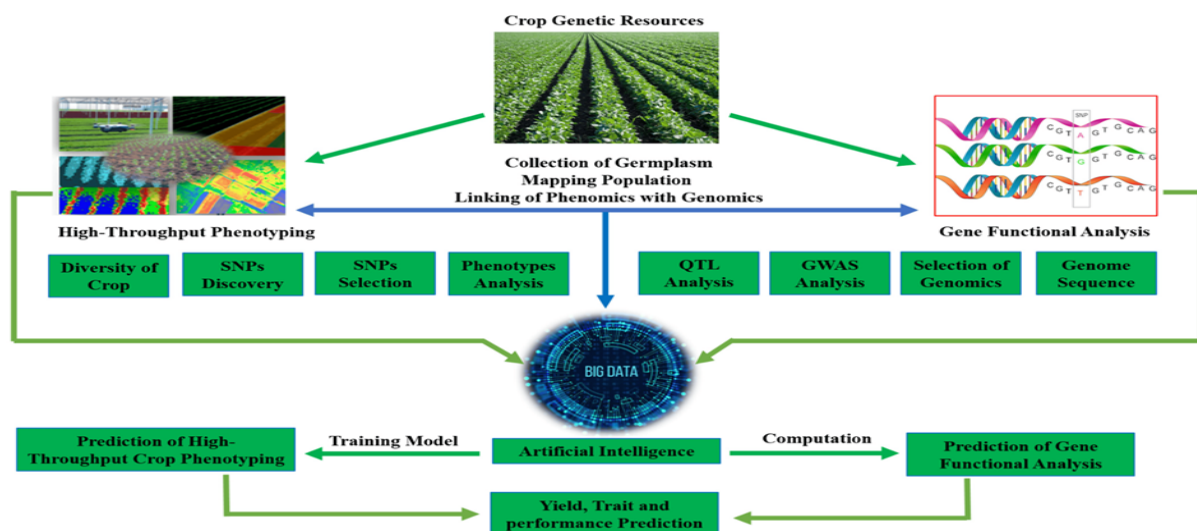 Crop Genetic Resources
SNP
C G T A G T G C A G
C G T G G T G C A G
C G T T G T G C A G
Collection of Germplasm
Mapping Population
Linking of Phenomics with Genomics
High-Throughput Phenotyping
Gene Functional Analysis
Diversity of
Crop
SNPs
Discovery
SNPs
Selection
Phenotypes
Analysis
QTL
Analysis
GWAS
Analysis
Selection of
Genomics
Genome
Sequence
BIG DATA
Prediction of High-
Throughput Crop Phenotyping
Training Model
Artificial Intelligence
Computation
Prediction of Gene
Functional Analysis
Yield, Trait and
performance Prediction